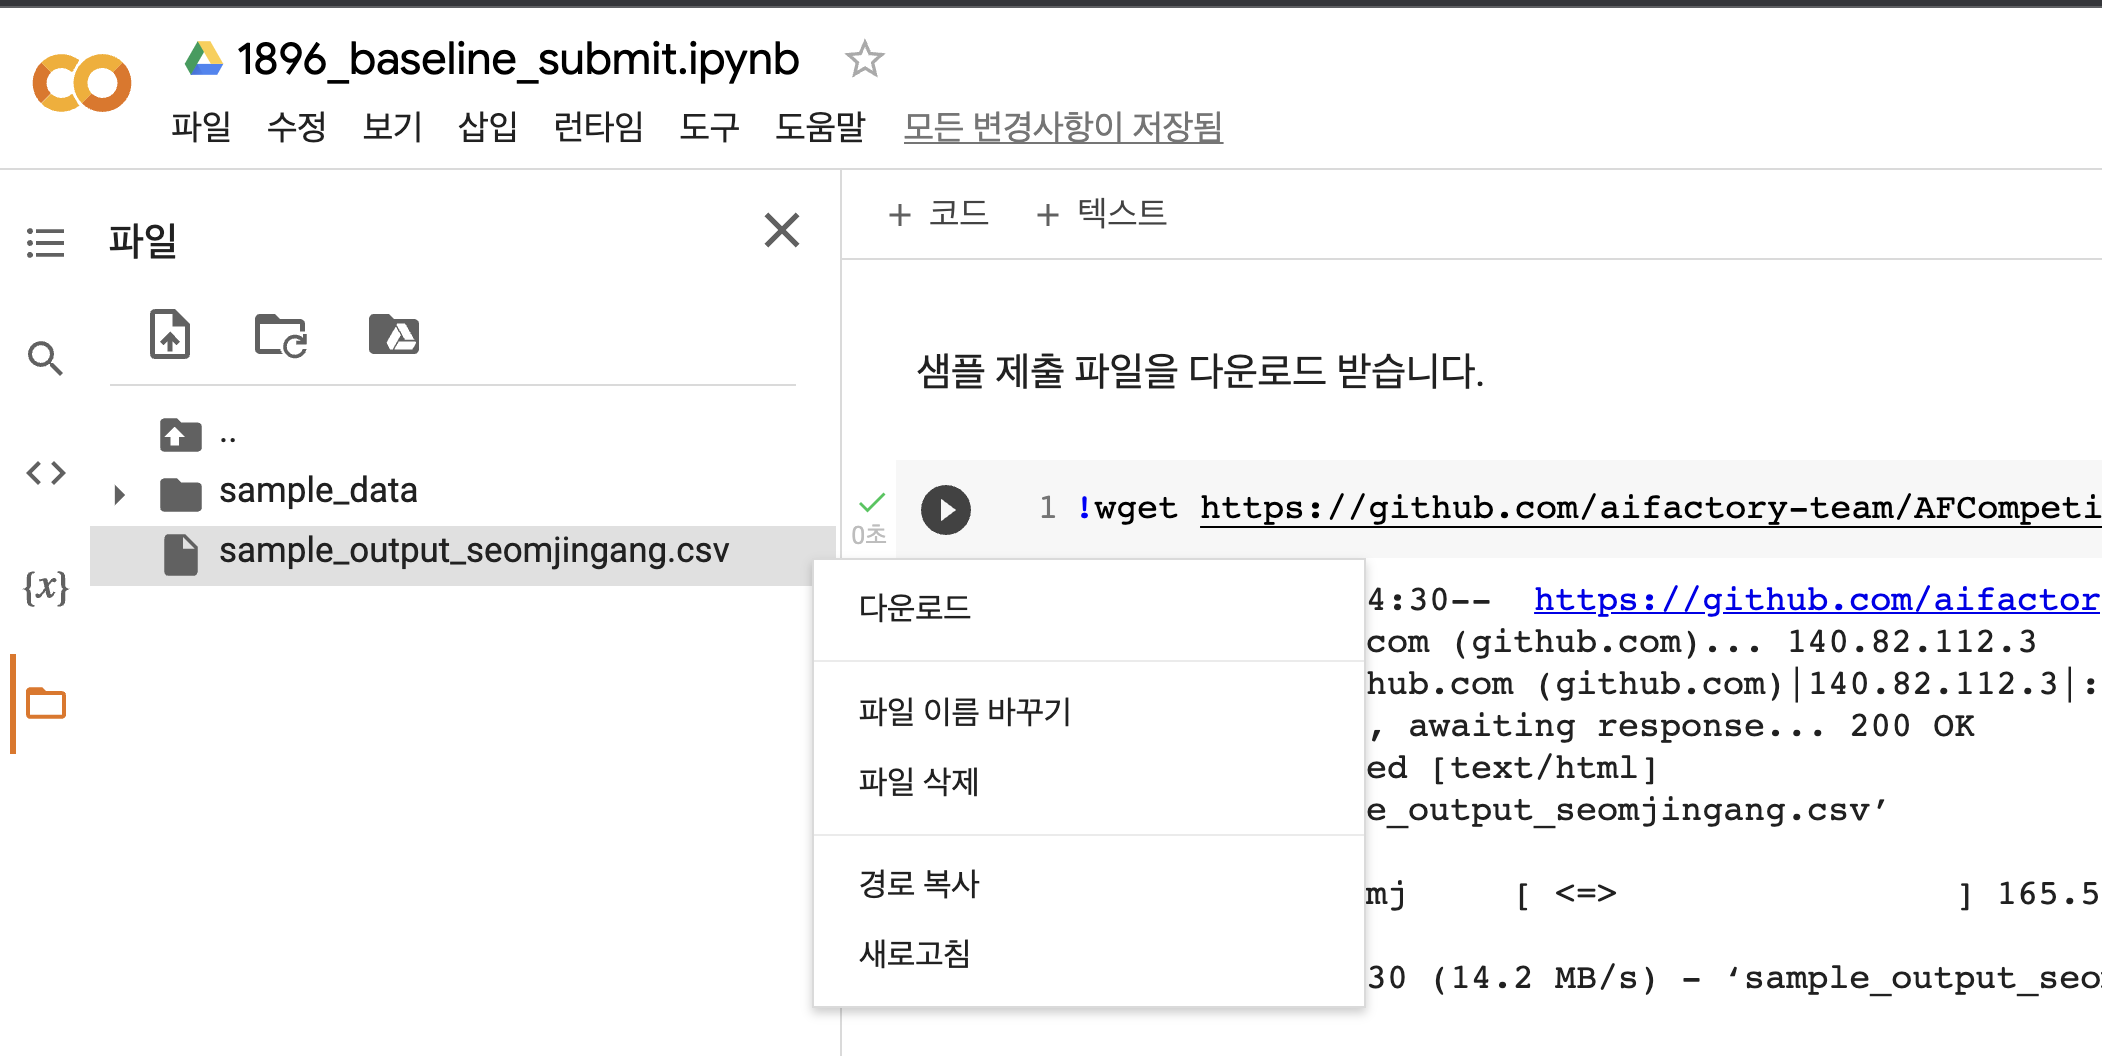 1896_baseline_submit.ipynb
파일 수정 보기 삽입 런타임 도구 도움말 모든 변경사항이 저장됨
파일
..
sample_data
sample_output_seomjingang.csv
+ 코드 + 텍스트
샘플 제출 파일을 다운로드 받습니다.
0초
1 !wget https://github.com/aifactory-team/AFCompeti
다운로드
파일 이름 바꾸기
파일 삭제
경로 복사
새로고침
4:30-- https://github.com/aifactor
com (github.com)... 140.82.112.3
hub.com (github.com)|140.82.112.3|:
, awaiting response... 200 OK
ed [text/html]
e_output_seomjingang.csv’
mj [ <=> ] 165.5
30 (14.2 MB/s) - ‘sample_output_seo